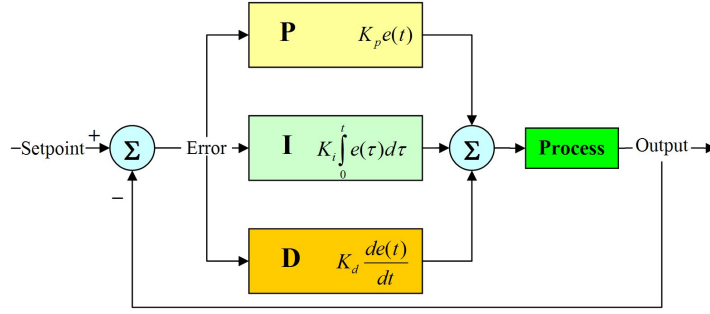 P K_p e(t)
+
–Setpoint
Σ
Error
I K_i ∫_0^t e(τ)dτ
Σ
Process
Output
−
D K_d de(t)/dt